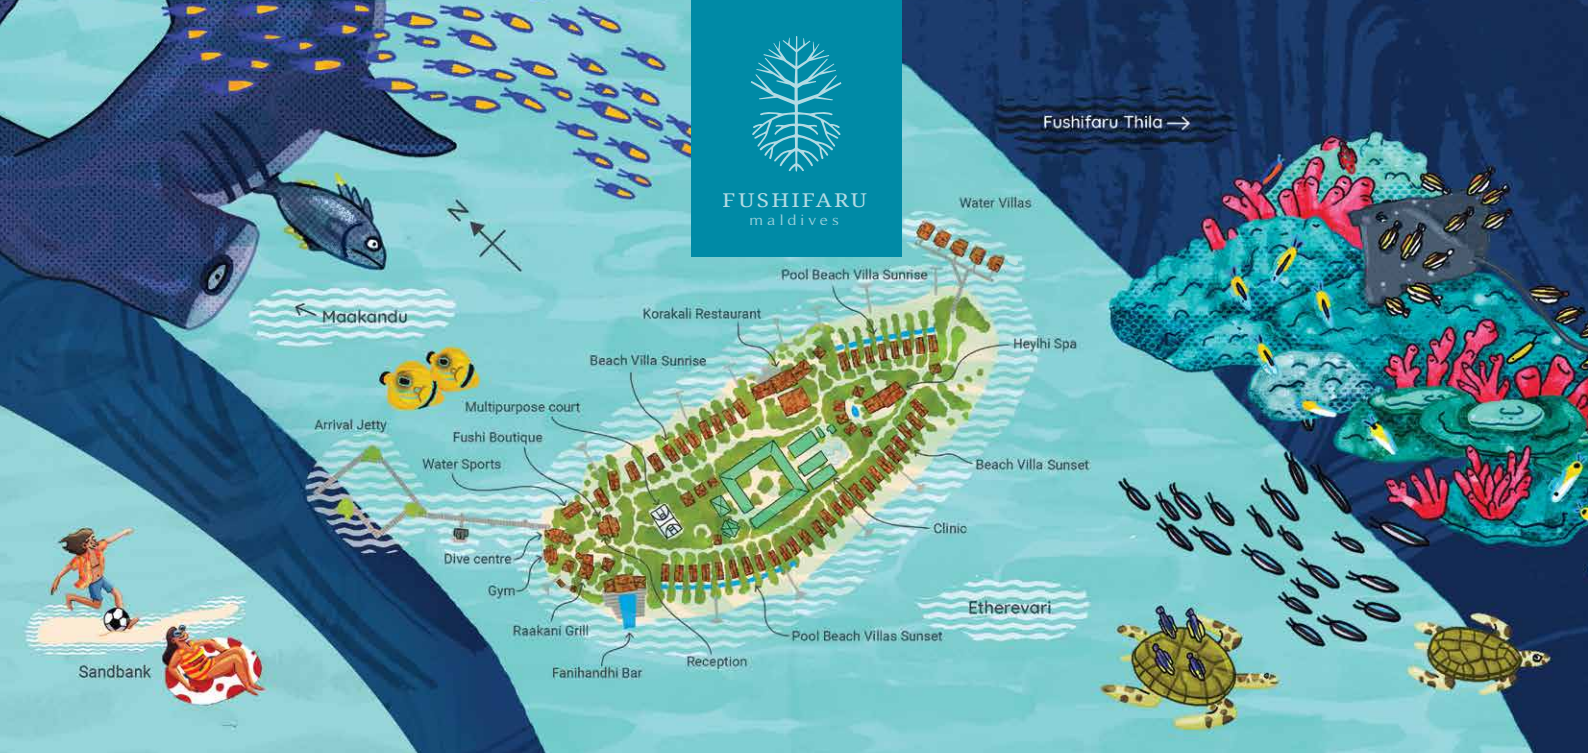 FUSHIFARU
maldives
Fushifaru Thila
Water Villas
N
Pool Beach Villa Sunrise
Maakandu
Korakali Restaurant
Heylhi Spa
Beach Villa Sunrise
Multipurpose court
Arrival Jetty
Fushi Boutique
Water Sports
Beach Villa Sunset
Clinic
Dive centre
Gym
Etherevari
Raakani Grill
Pool Beach Villas Sunset
Reception
Fanihandhi Bar
Sandbank